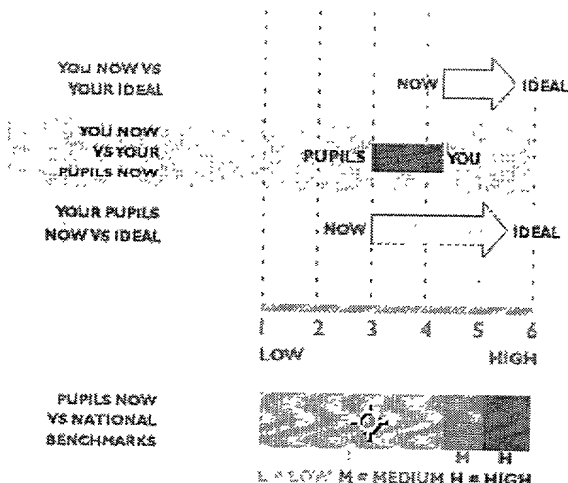 YOU NOW VS
YOUR IDEAL
NOW
IDEAL
YOU NOW
VS YOUR
PUPILS NOW
PUPILS
YOU
YOUR PUPILS
NOW VS IDEAL
NOW
IDEAL
1 2 3 4 5 6
LOW HIGH
PUPILS NOW
VS NATIONAL
BENCHMARKS
M H
L = LOW M = MEDIUM H = HIGH